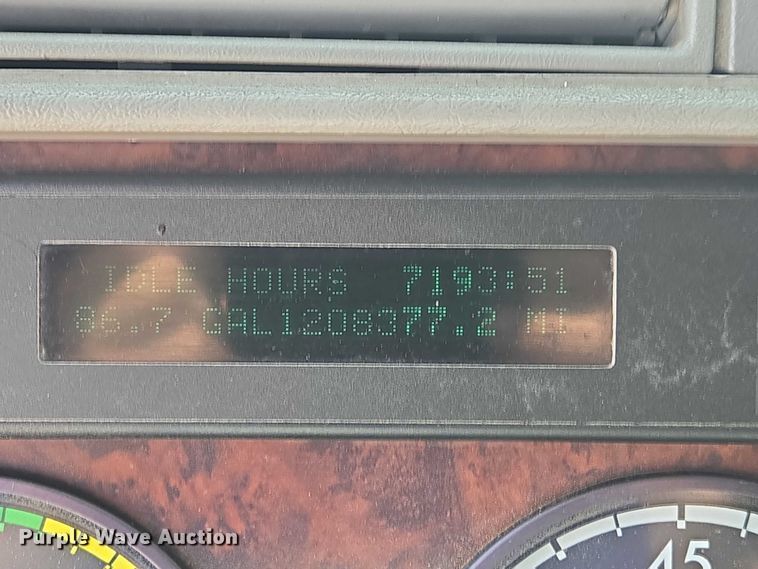 IDLE HOURS 7193:51
86.7 GAL1208377.2 MI
45
Purple Wave Auction®